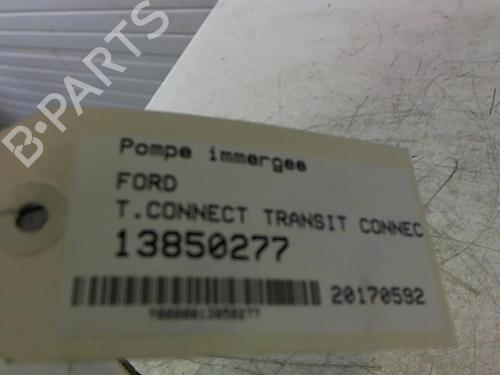 B-PARTS
Pompe immergee
FORD
T.CONNECT TRANSIT CONNEC
13850277
20170592